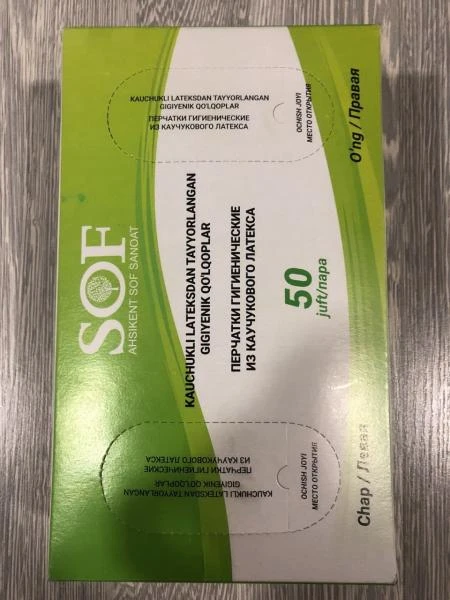 SOF
AHSIKENT SOF SANOAT
KAUCHUKLI LATEKSDAN TAYYORLANGAN
GIGIYENIK QO'LQOPLAR
ПЕРЧАТКИ ГИГИЕНИЧЕСКИЕ
ИЗ КАУЧУКОВОГО ЛАТЕКСА
50
juft/пара
KAUCHUKLI LATEKSDAN TAYYORLANGAN
GIGIYENIK QO'LQOPLAR
ПЕРЧАТКИ ГИГИЕНИЧЕСКИЕ
ИЗ КАУЧУКОВОГО ЛАТЕКСА
OCHISH JOYI
МЕСТО ОТКРЫТИЯ
O'ng / Правая
KAUCHUKLI LATEKSDAN TAYYORLANGAN
GIGIYENIK QO'LQOPLAR
ПЕРЧАТКИ ГИГИЕНИЧЕСКИЕ
ИЗ КАУЧУКОВОГО ЛАТЕКСА
OCHISH JOYI
МЕСТО ОТКРЫТИЯ
Chap / Левая